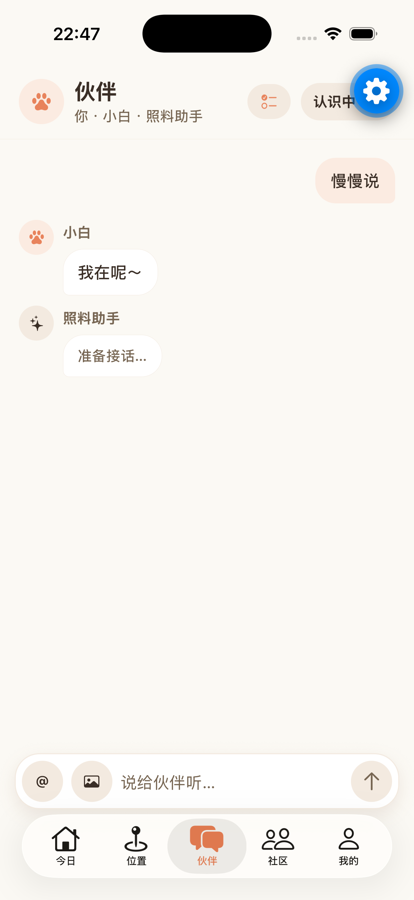 22:47
伙伴
你 · 小白 · 照料助手
认识中
慢慢说
小白
我在呢～
照料助手
准备接话...
@
说给伙伴听...
今日
位置
伙伴
社区
我的